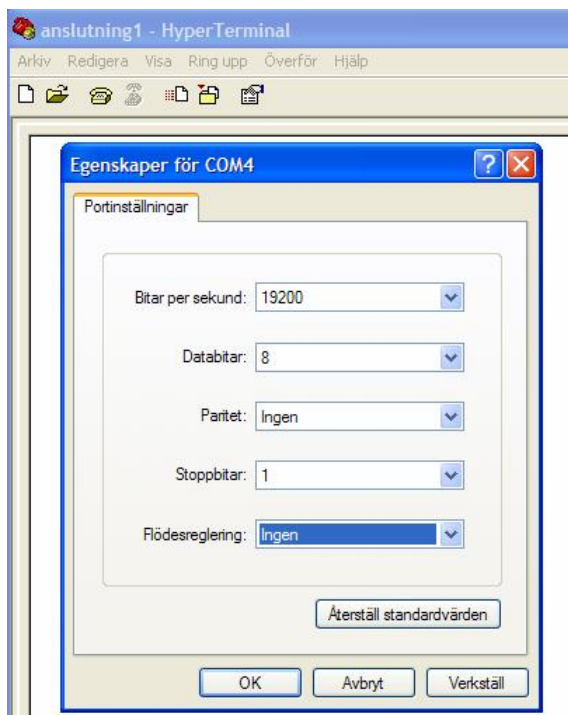 anslutning1 - HyperTerminal
Arkiv Redigera Visa Ring upp Överför Hjälp
Egenskaper för COM4
Portinställningar
Bitar per sekund: 19200
Databitar: 8
Paritet: Ingen
Stoppbitar: 1
Flödesreglering: Ingen
Återställ standardvärden
OK Avbryt Verkställ